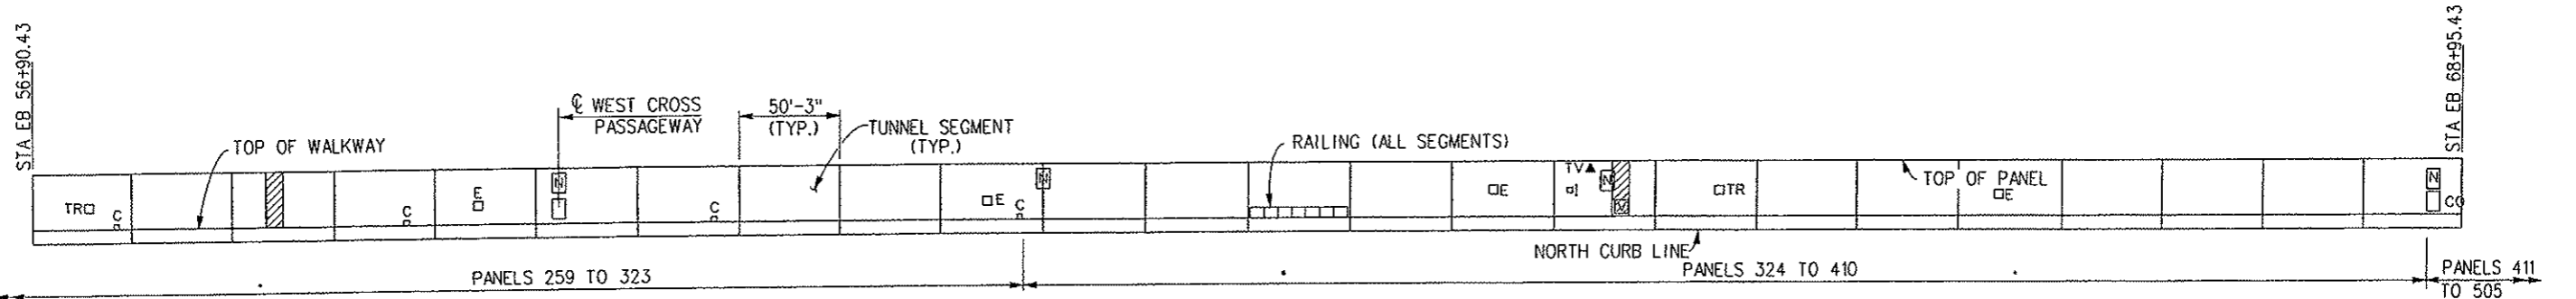 STA EB 56+90.43
STA EB 68+95.43
℄ WEST CROSS
PASSAGEWAY
50'-3"
(TYP.)
TUNNEL SEGMENT
(TYP.)
TOP OF WALKWAY
RAILING (ALL SEGMENTS)
TR
C
C
E
N
C
E
C
N
E
TV
I
N
V
TR
TOP OF PANEL
E
N
CO
NORTH CURB LINE
PANELS 259 TO 323
PANELS 324 TO 410
PANELS 411
TO 505